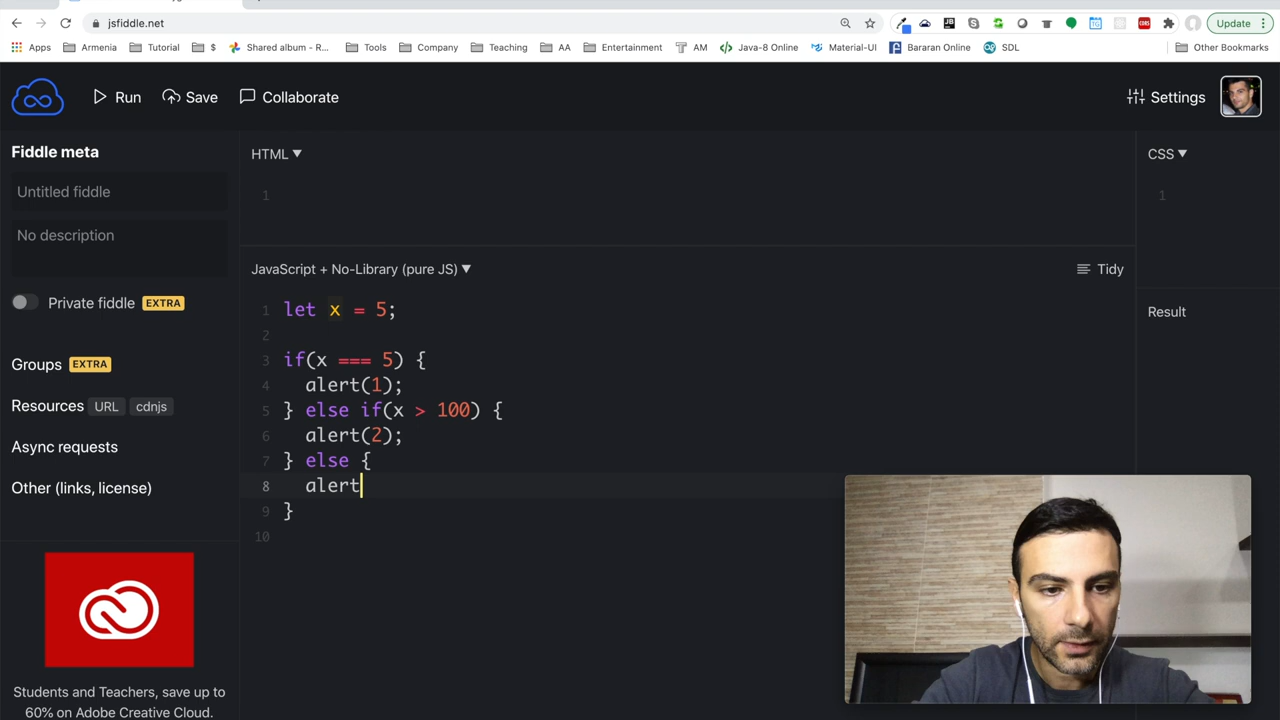 jsfiddle.net
Update
Apps
Armenia
Tutorial
$
Shared album - R...
Tools
Company
Teaching
AA
Entertainment
AM
Java-8 Online
Material-UI
Bararan Online
SDL
Other Bookmarks
Run
Save
Collaborate
Settings
Fiddle meta
Untitled fiddle
No description
Private fiddle EXTRA
Groups EXTRA
Resources URL cdnjs
Async requests
Other (links, license)
Students and Teachers, save up to
60% on Adobe Creative Cloud.
HTML
1
CSS
1
JavaScript + No-Library (pure JS)
Tidy
Result
1 let x = 5;
2
3 if(x === 5) {
4 alert(1);
5 } else if(x > 100) {
6 alert(2);
7 } else {
8 alert
9 }
10